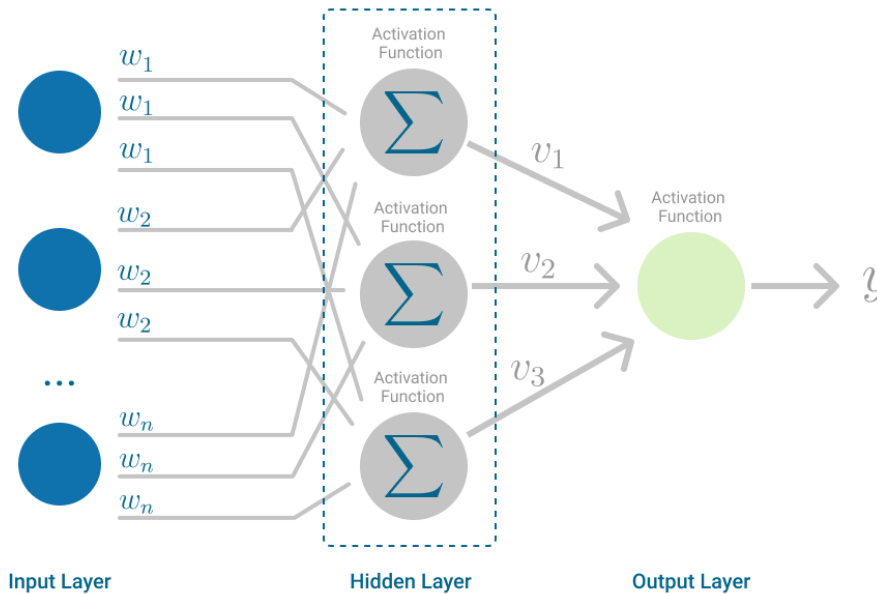 Activation
Function
w₁
w₁
w₁
Σ
v₁
Activation
Function
w₂
w₂
w₂
Activation
Function
Σ
v₂
y
...
Activation
Function
v₃
wₙ
wₙ
wₙ
Σ
Input Layer
Hidden Layer
Output Layer